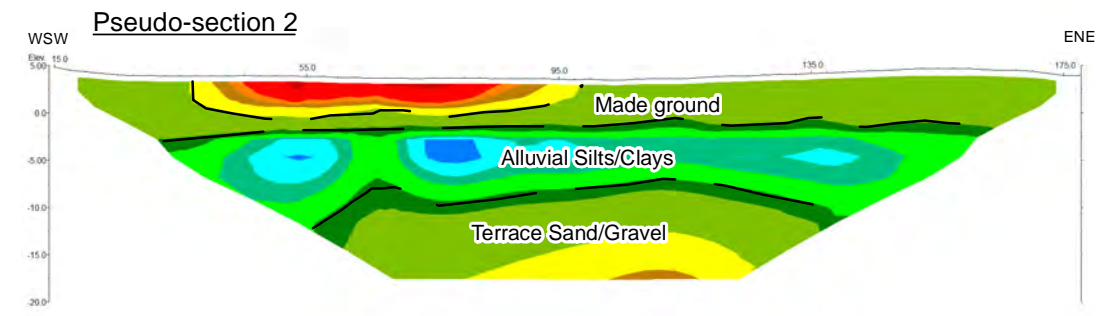 Pseudo-section 2
WSW
ENE
Elev. 15.0
55.0
95.0
135.0
175.0
5.00
0.0
-5.0
-10.0
-15.0
-20.0
Made ground
Alluvial Silts/Clays
Terrace Sand/Gravel